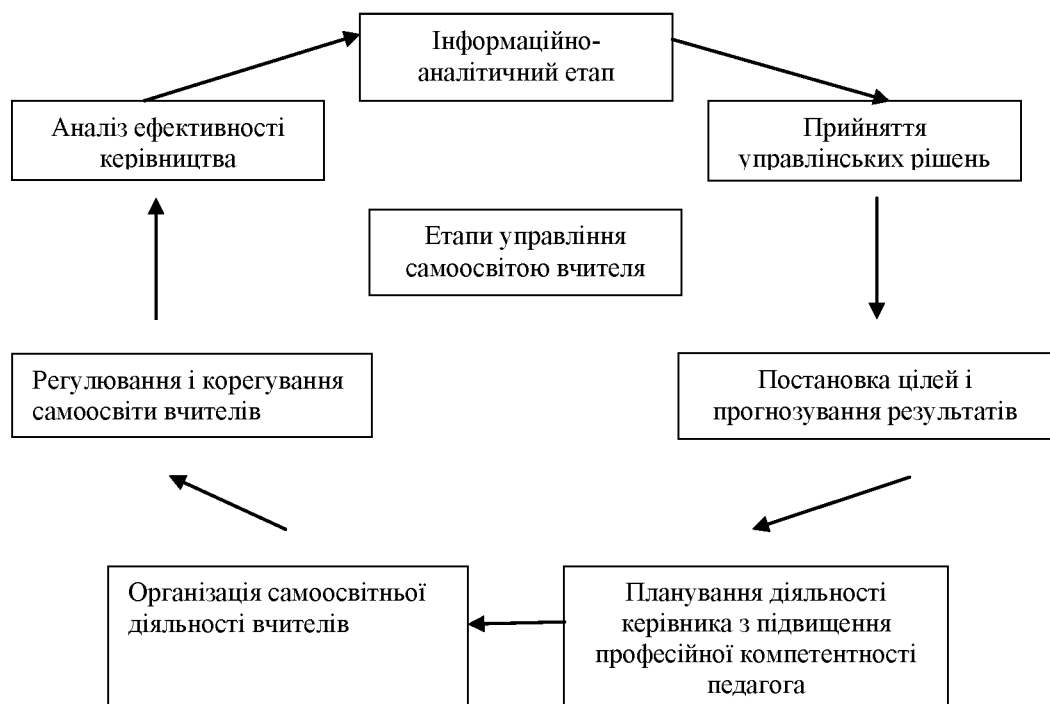 Інформаційно-
аналітичний етап
Аналіз ефективності
керівництва
Прийняття
управлінських рішень
Етапи управління
самоосвітою вчителя
Регулювання і корегування
самоосвіти вчителів
Постановка цілей і
прогнозування результатів
Організація самоосвітньої
діяльності вчителів
Планування діяльності
керівника з підвищення
професійної компетентності
педагога